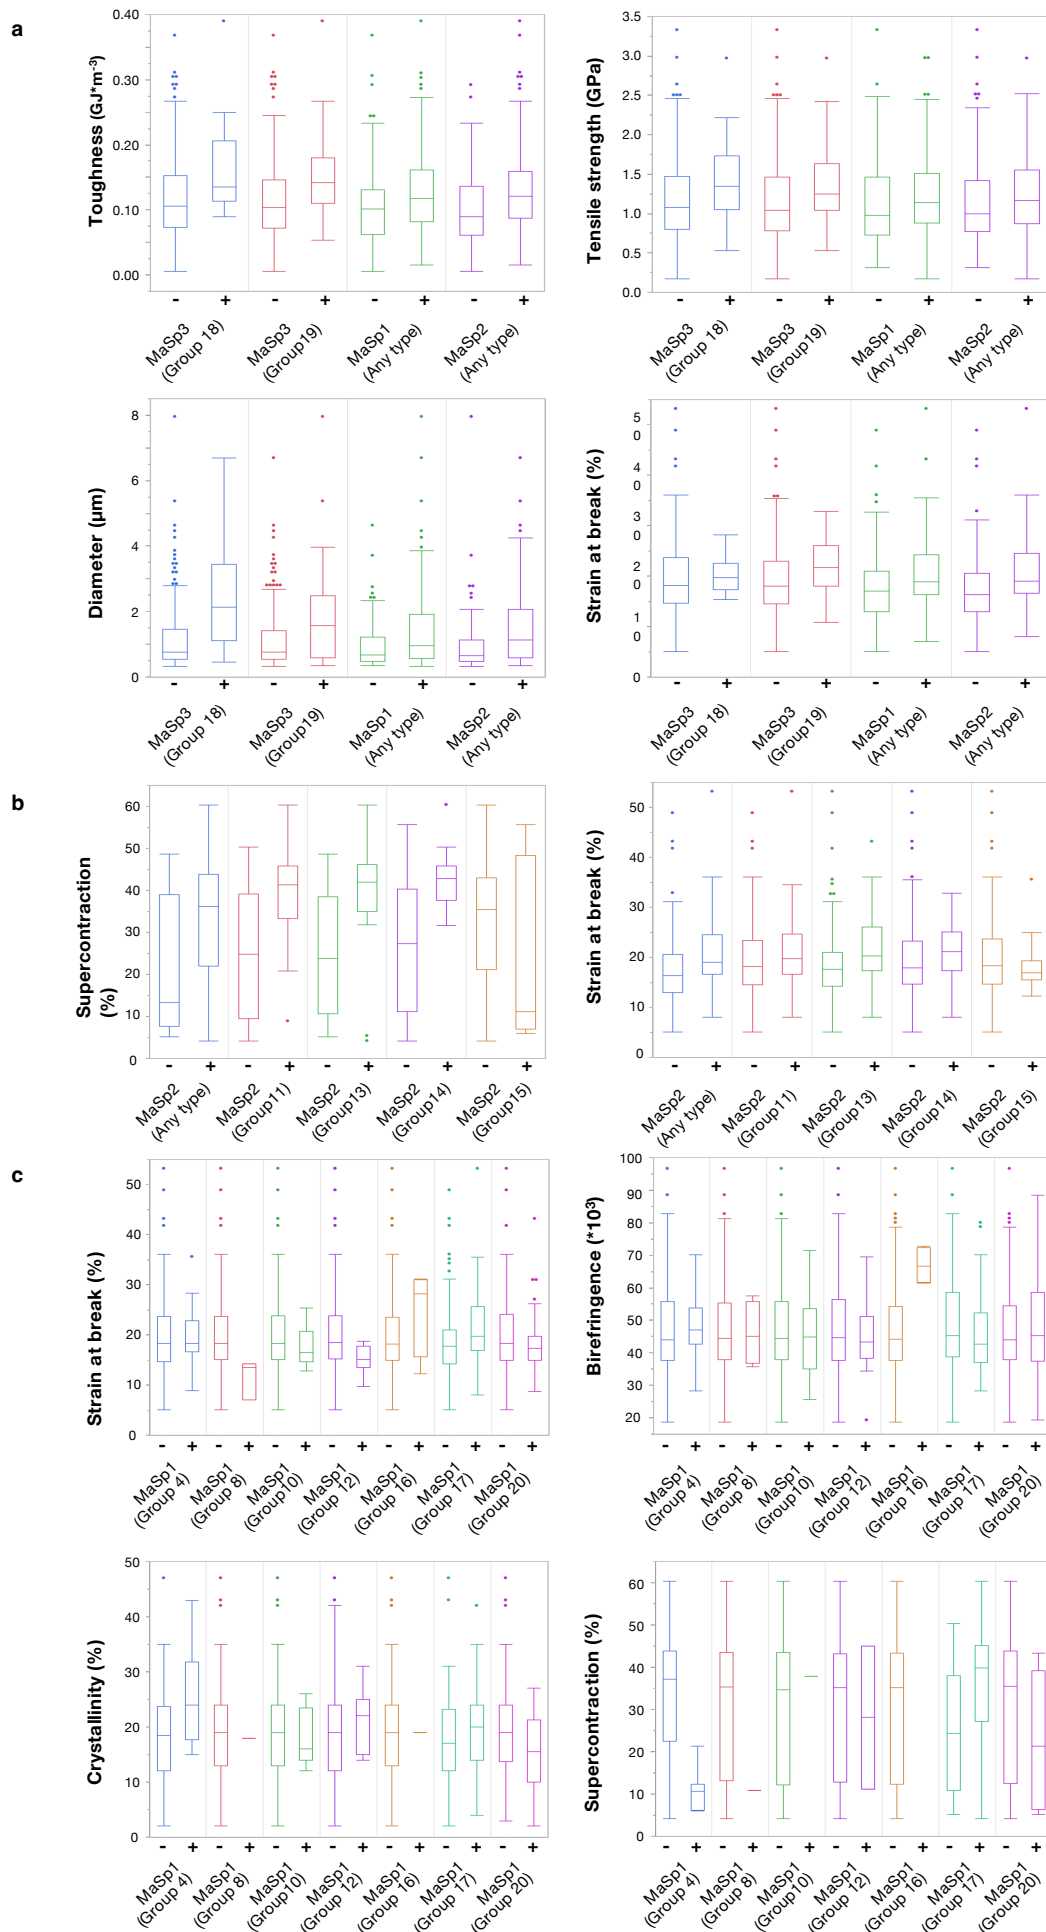 a
Toughness (GJ*m-3)
0.40
0.30
0.20
0.10
0.00
- + - + - + - +
MaSp3 (Group 18)
MaSp3 (Group19)
MaSp1 (Any type)
MaSp2 (Any type)
Tensile strength (GPa)
3.5
3.0
2.5
2.0
1.5
1.0
0.5
0.0
- + - + - + - +
MaSp3 (Group 18)
MaSp3 (Group19)
MaSp1 (Any type)
MaSp2 (Any type)
Diameter (µm)
8
6
4
2
0
- + - + - + - +
MaSp3 (Group 18)
MaSp3 (Group19)
MaSp1 (Any type)
MaSp2 (Any type)
Strain at break (%)
5
0
4
0
3
0
2
0
1
0
0
- + - + - + - +
MaSp3 (Group 18)
MaSp3 (Group19)
MaSp1 (Any type)
MaSp2 (Any type)
b
Supercontraction
(%)
60
50
40
30
20
10
0
- + - + - + - + - +
MaSp2 (Any type)
MaSp2 (Group11)
MaSp2 (Group13)
MaSp2 (Group14)
MaSp2 (Group15)
Strain at break (%)
50
40
30
20
10
0
- + - + - + - + - +
MaSp2 (Any type)
MaSp2 (Group11)
MaSp2 (Group13)
MaSp2 (Group14)
MaSp2 (Group15)
c
Strain at break (%)
50
40
30
20
10
0
- + - + - + - + - + - + - +
MaSp1 (Group 4)
MaSp1 (Group 8)
MaSp1 (Group10)
MaSp1 (Group 12)
MaSp1 (Group 16)
MaSp1 (Group 17)
MaSp1 (Group 20)
Birefringence (*10³)
100
90
80
70
60
50
40
30
20
- + - + - + - + - + - + - +
MaSp1 (Group 4)
MaSp1 (Group 8)
MaSp1 (Group10)
MaSp1 (Group 12)
MaSp1 (Group 16)
MaSp1 (Group 17)
MaSp1 (Group 20)
Crystallinity (%)
50
40
30
20
10
0
- + - + - + - + - + - + - +
MaSp1 (Group 4)
MaSp1 (Group 8)
MaSp1 (Group10)
MaSp1 (Group 12)
MaSp1 (Group 16)
MaSp1 (Group 17)
MaSp1 (Group 20)
Supercontraction (%)
60
50
40
30
20
10
0
- + - + - + - + - + - + - +
MaSp1 (Group 4)
MaSp1 (Group 8)
MaSp1 (Group10)
MaSp1 (Group 12)
MaSp1 (Group 16)
MaSp1 (Group 17)
MaSp1 (Group 20)